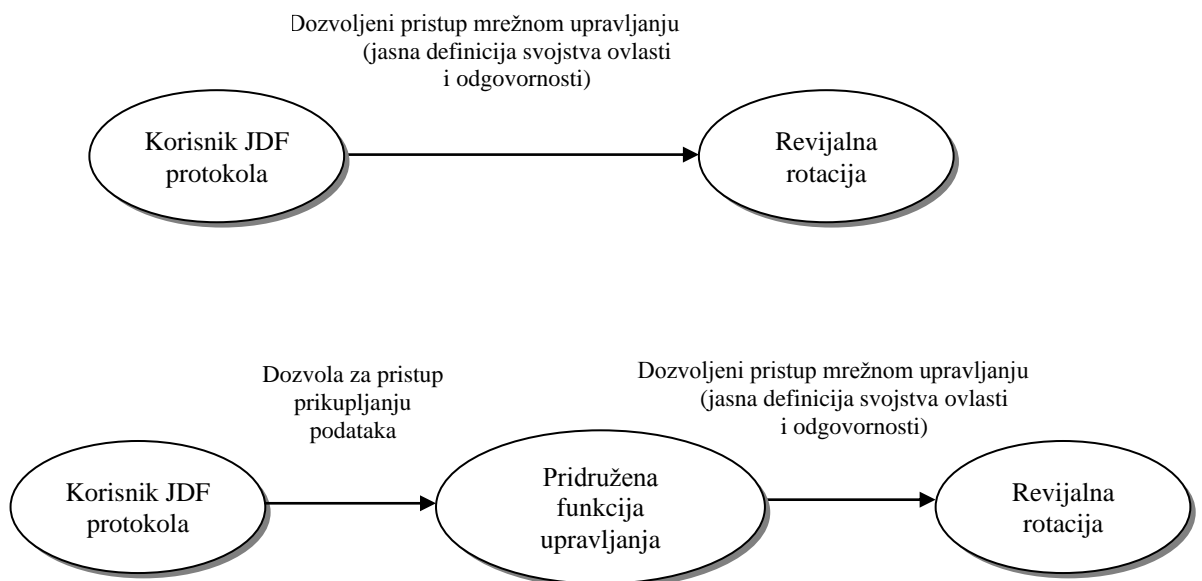 Dozvoljeni pristup mrežnom upravljanju
(jasna definicija svojstva ovlasti
i odgovornosti)
Korisnik JDF
protokola
Revijalna
rotacija
Dozvola za pristup
prikupljanju
podataka
Dozvoljeni pristup mrežnom upravljanju
(jasna definicija svojstva ovlasti
i odgovornosti)
Korisnik JDF
protokola
Pridružena
funkcija
upravljanja
Revijalna
rotacija